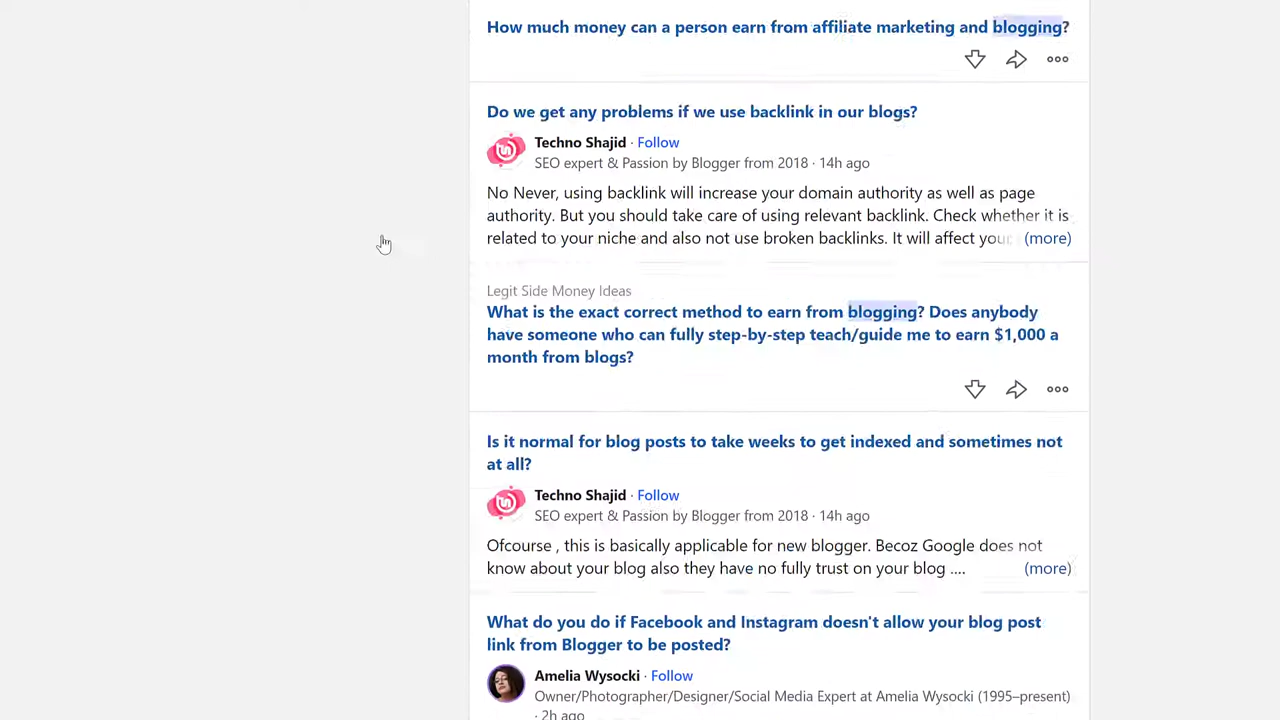 How much money can a person earn from affiliate marketing and blogging?
Do we get any problems if we use backlink in our blogs?
Techno Shajid · Follow
SEO expert & Passion by Blogger from 2018 · 14h ago
No Never, using backlink will increase your domain authority as well as page
authority. But you should take care of using relevant backlink. Check whether it is
related to your niche and also not use broken backlinks. It will affect your (more)
Legit Side Money Ideas
What is the exact correct method to earn from blogging? Does anybody
have someone who can fully step-by-step teach/guide me to earn $1,000 a
month from blogs?
Is it normal for blog posts to take weeks to get indexed and sometimes not
at all?
Techno Shajid · Follow
SEO expert & Passion by Blogger from 2018 · 14h ago
Ofcourse , this is basically applicable for new blogger. Becoz Google does not
know about your blog also they have no fully trust on your blog .... (more)
What do you do if Facebook and Instagram doesn't allow your blog post
link from Blogger to be posted?
Amelia Wysocki · Follow
Owner/Photographer/Designer/Social Media Expert at Amelia Wysocki (1995–present)
· 2h ago